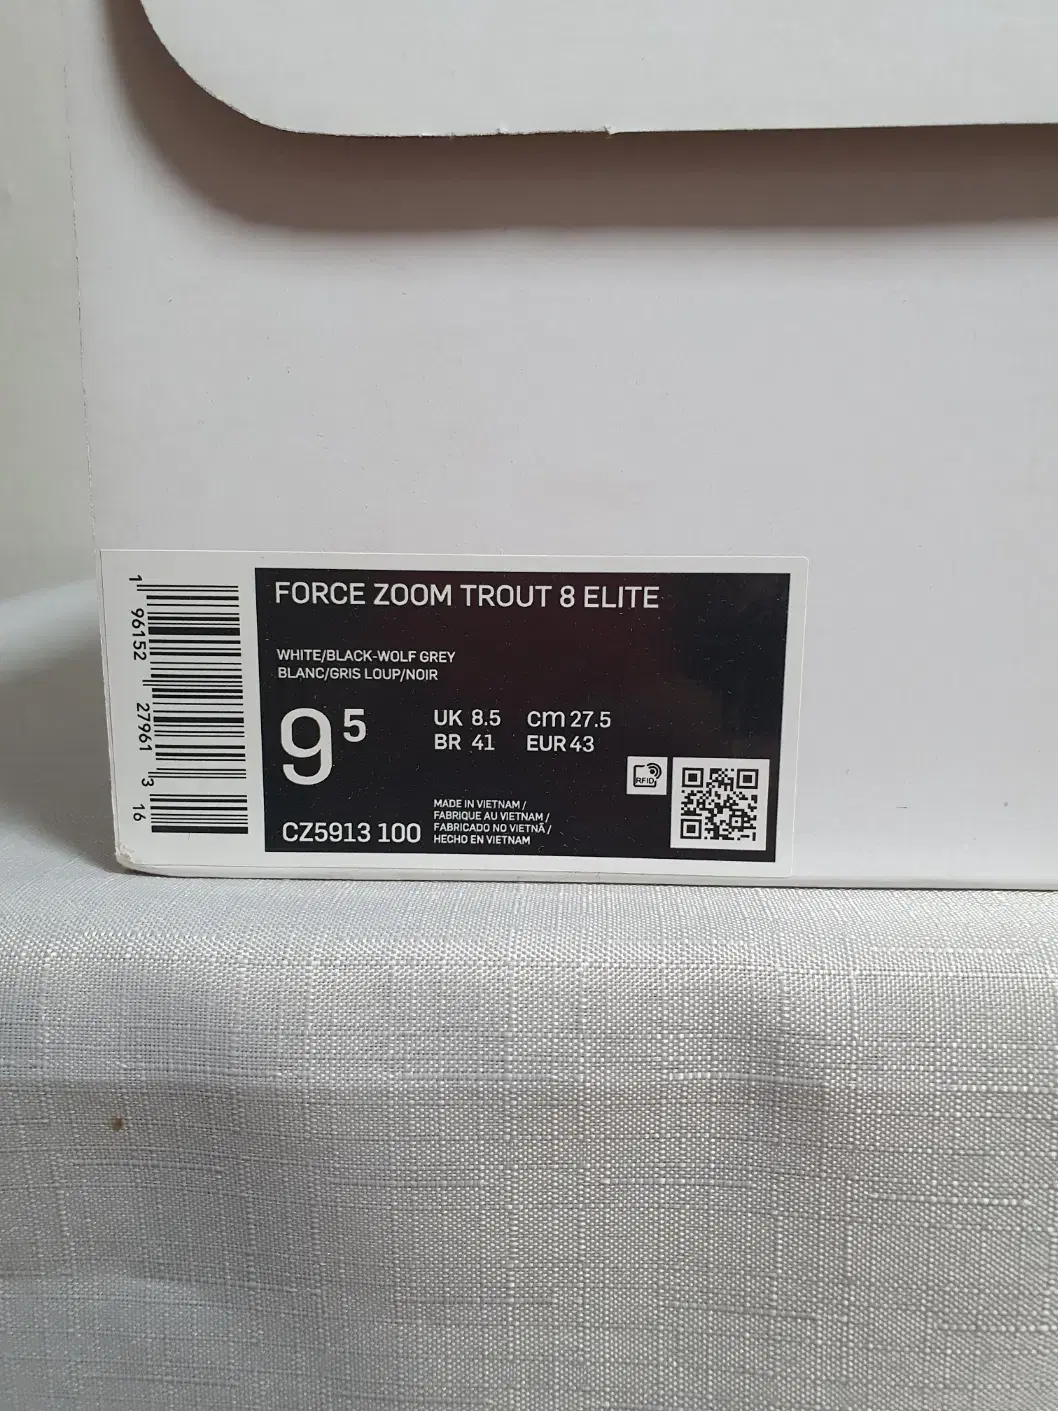 FORCE ZOOM TROUT 8 ELITE
WHITE/BLACK-WOLF GREY
BLANC/GRIS LOUP/NOIR
9 5
UK 8.5 cm 27.5
BR 41 EUR 43
RFID
CZ5913 100
MADE IN VIETNAM /
FABRIQUE AU VIETNAM /
FABRICADO NO VIETNÃ /
HECHO EN VIETNAM
1 96152 27961 3 16